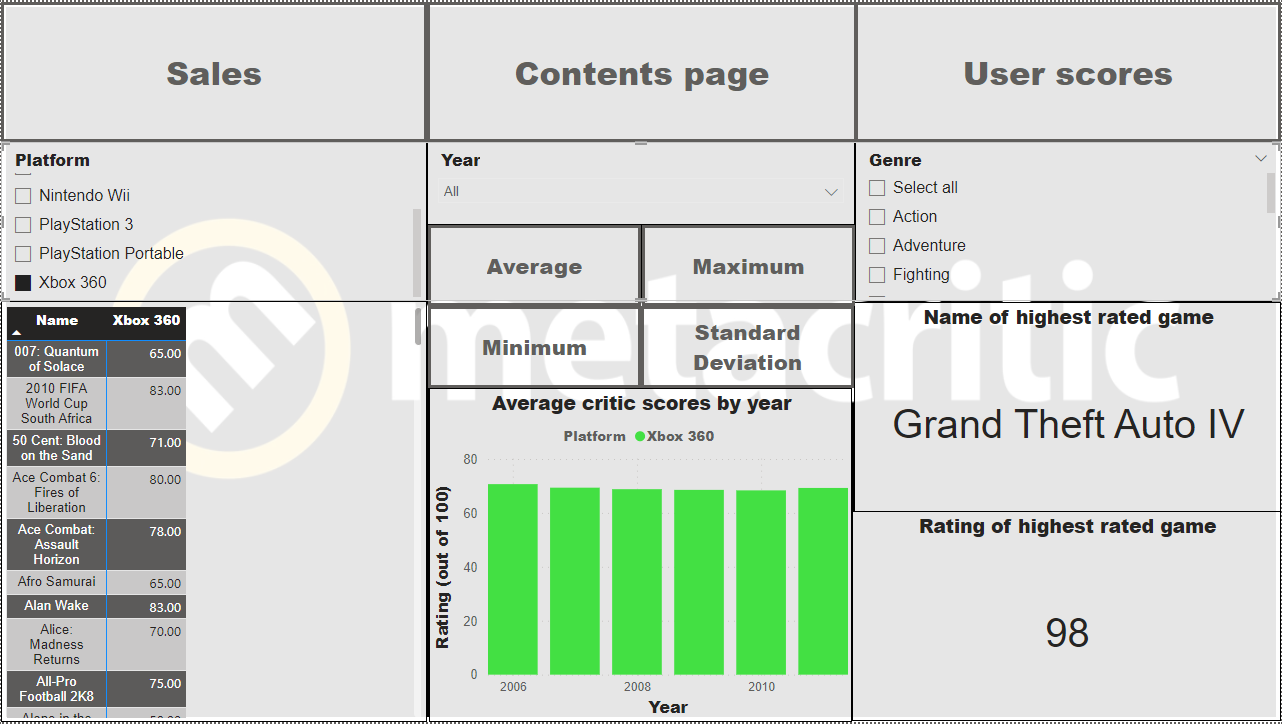 Sales
Contents page
User scores
Platform
Nintendo Wii
PlayStation 3
PlayStation Portable
Xbox 360
Year
All
Genre
Select all
Action
Adventure
Fighting
Average
Maximum
Minimum
Standard
Deviation
metacritic
Name
Xbox 360
007: Quantum
of Solace
65.00
2010 FIFA
World Cup
South Africa
83.00
50 Cent: Blood
on the Sand
71.00
Ace Combat 6:
Fires of
Liberation
80.00
Ace Combat:
Assault
Horizon
78.00
Afro Samurai
65.00
Alan Wake
83.00
Alice:
Madness
Returns
70.00
All-Pro
Football 2K8
75.00
Average critic scores by year
Platform
Xbox 360
Rating (out of 100)
80
60
40
20
0
2006
2008
2010
Year
Name of highest rated game
Grand Theft Auto IV
Rating of highest rated game
98